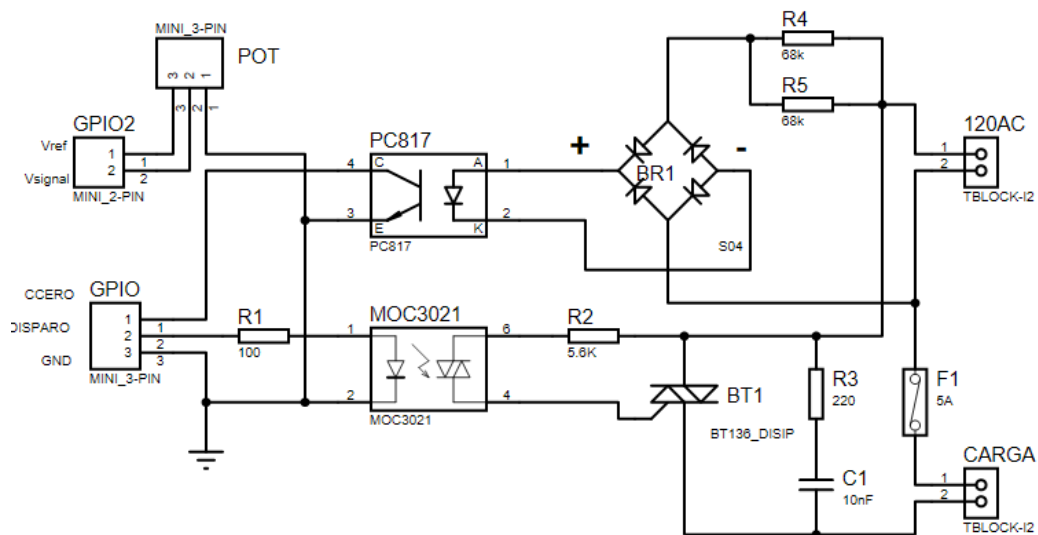 MINI_3-PIN
POT
3 2 1
3 2 1
GPIO2
Vref
1
1
Vsignal
2
2
MINI_2-PIN
PC817
4
C
A
1
3
E
K
2
PC817
+
BR1
-
S04
R4
68k
R5
68k
120AC
1
2
TBLOCK-I2
CCERO
GPIO
1
1
DISPARO
2
2
GND
3
3
MINI_3-PIN
R1
100
MOC3021
1
6
2
4
MOC3021
R2
5.6K
BT1
BT136_DISIP
R3
220
C1
10nF
F1
5A
CARGA
1
2
TBLOCK-I2